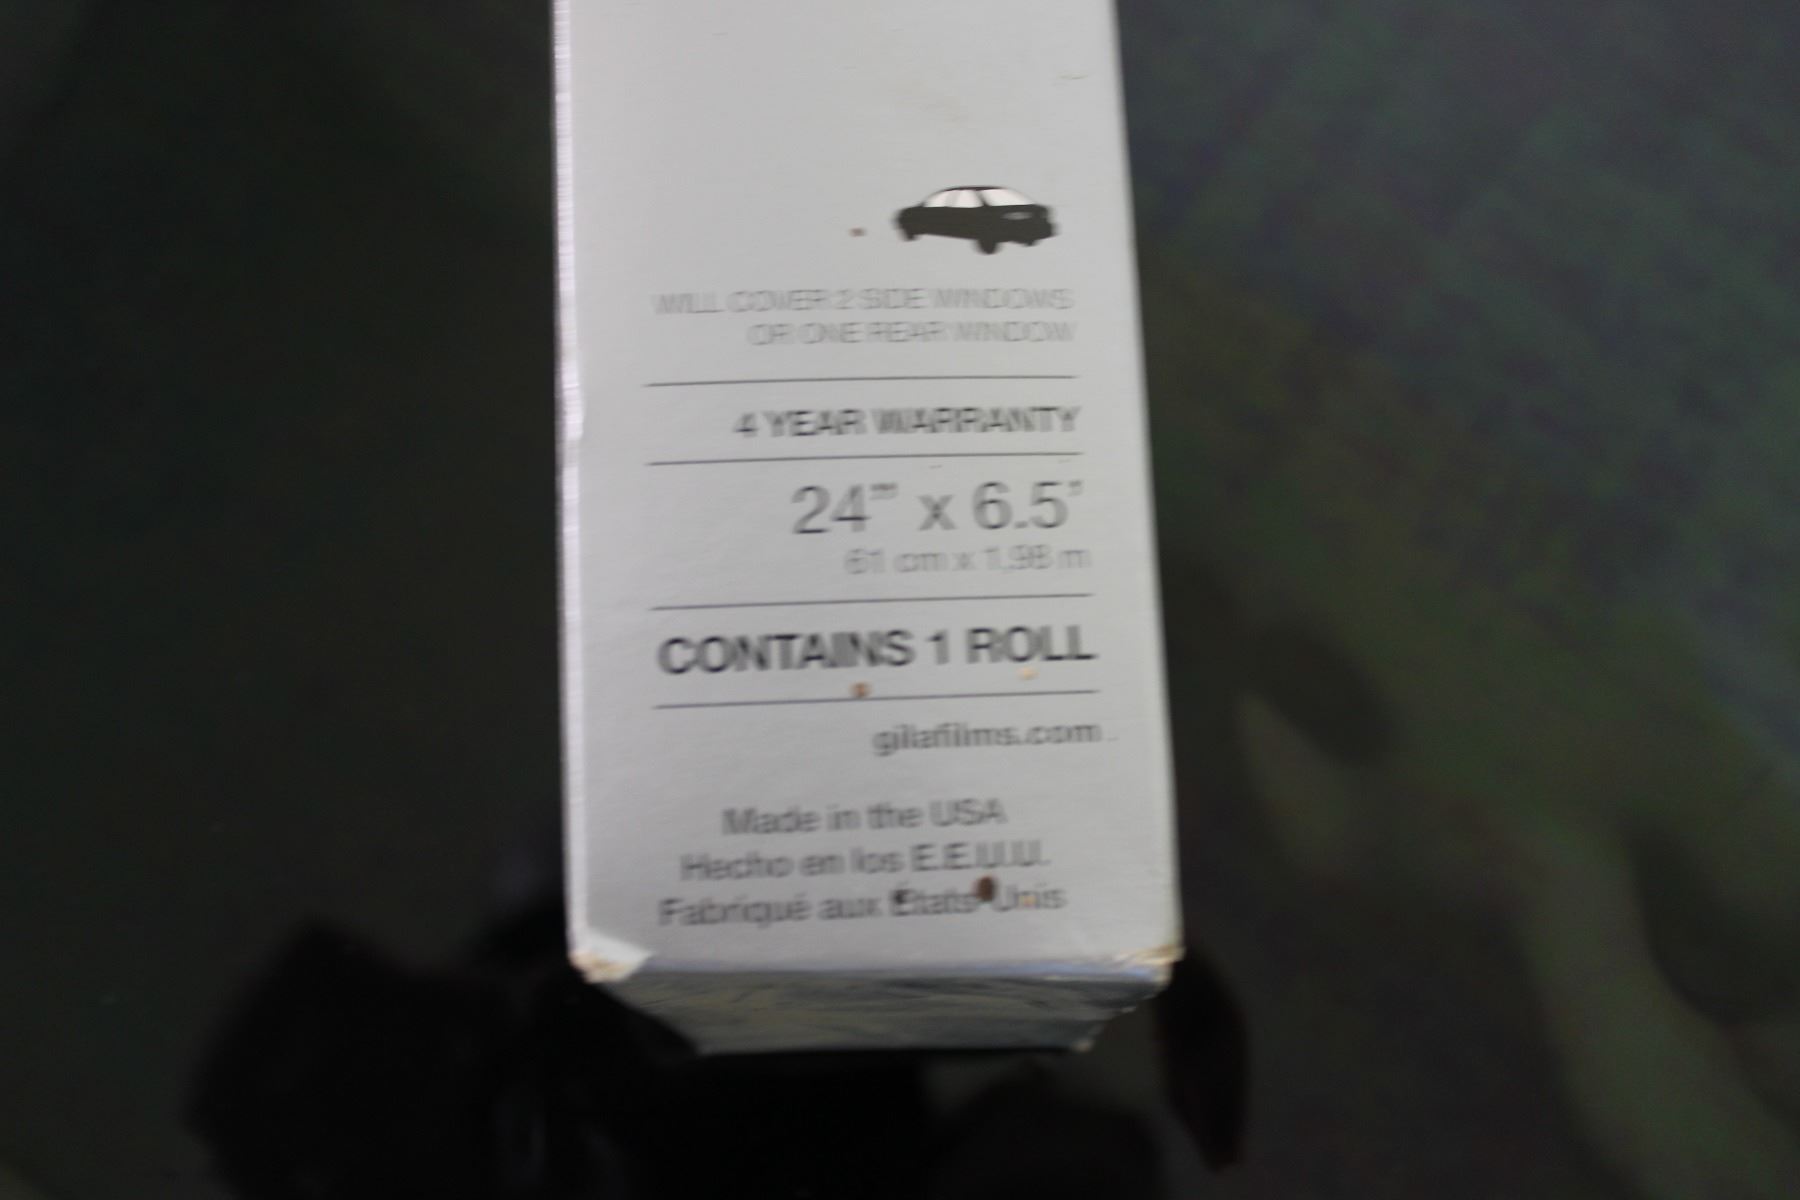 WILL COVER 2 SIDE WINDOWS
OR ONE REAR WINDOW
4 YEAR WARRANTY
24" x 6.5'
61 cm x 1,98 m
CONTAINS 1 ROLL
gilafilms.com
Made in the USA
Hecho en los E.E.U.U.
Fabriqué aux États-Unis